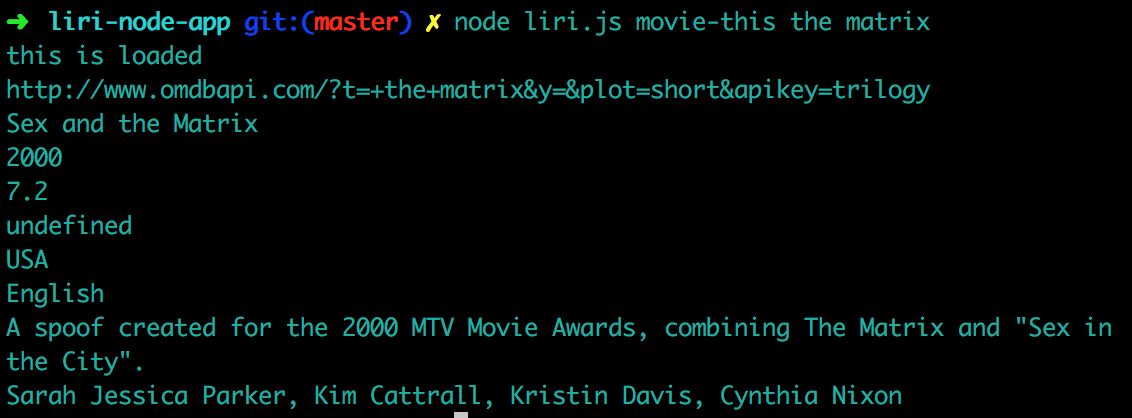 ➜ liri-node-app git:(master) ✗ node liri.js movie-this the matrix
this is loaded
http://www.omdbapi.com/?t=+the+matrix&y=&plot=short&apikey=trilogy
Sex and the Matrix
2000
7.2
undefined
USA
English
A spoof created for the 2000 MTV Movie Awards, combining The Matrix and "Sex in
the City".
Sarah Jessica Parker, Kim Cattrall, Kristin Davis, Cynthia Nixon